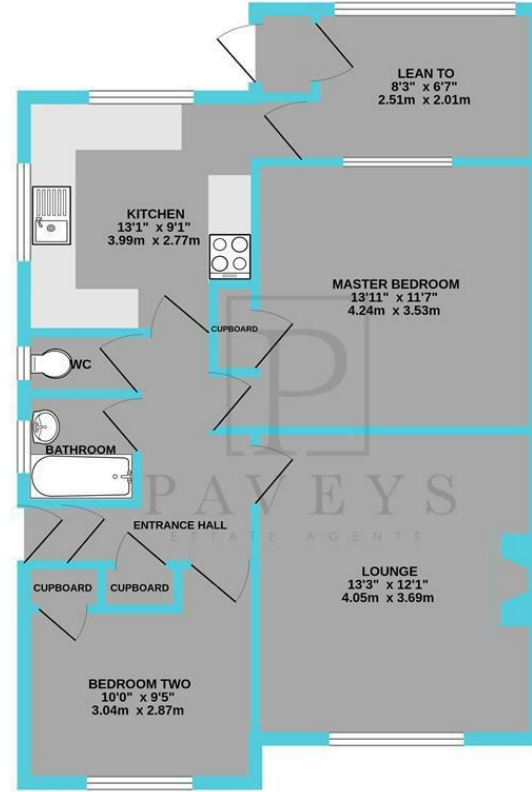 LEAN TO
8'3" x 6'7"
2.51m x 2.01m
KITCHEN
13'1" x 9'1"
3.99m x 2.77m
MASTER BEDROOM
13'11" x 11'7"
4.24m x 3.53m
CUPBOARD
WC
P
BATHROOM
PAVEYS
ESTATE AGENTS
ENTRANCE HALL
LOUNGE
13'3" x 12'1"
4.05m x 3.69m
CUPBOARD
CUPBOARD
BEDROOM TWO
10'0" x 9'5"
3.04m x 2.87m